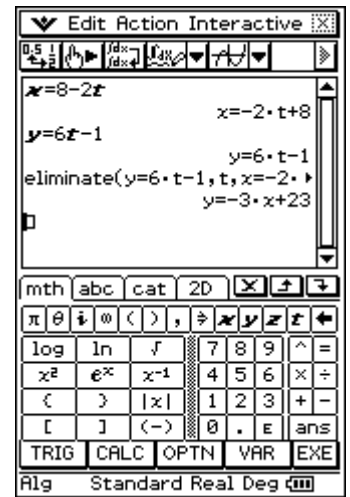 Edit Action Interactive
x=8-2t
x=-2·t+8
y=6t-1
y=6·t-1
eliminate(y=6·t-1,t,x=-2·
y=-3·x+23
mth abc cat 2D
π θ i ∞ ( ) , ⇒ x y z t ←
log ln √ 7 8 9 ^ =
x² eˣ x⁻¹ 4 5 6 × ÷
( ) |x| 1 2 3 + -
[ ] (-) 0 . E ans
TRIG CALC OPTN VAR EXE
Alg Standard Real Deg